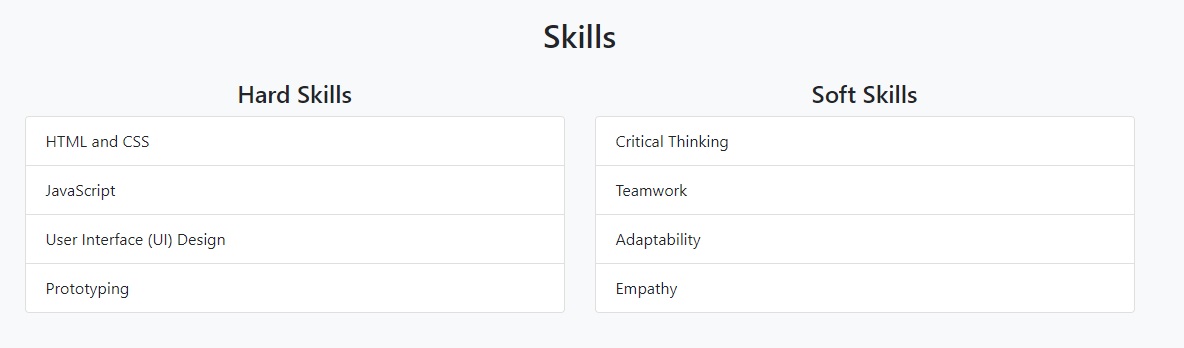 Skills
Hard Skills
HTML and CSS
JavaScript
User Interface (UI) Design
Prototyping
Soft Skills
Critical Thinking
Teamwork
Adaptability
Empathy